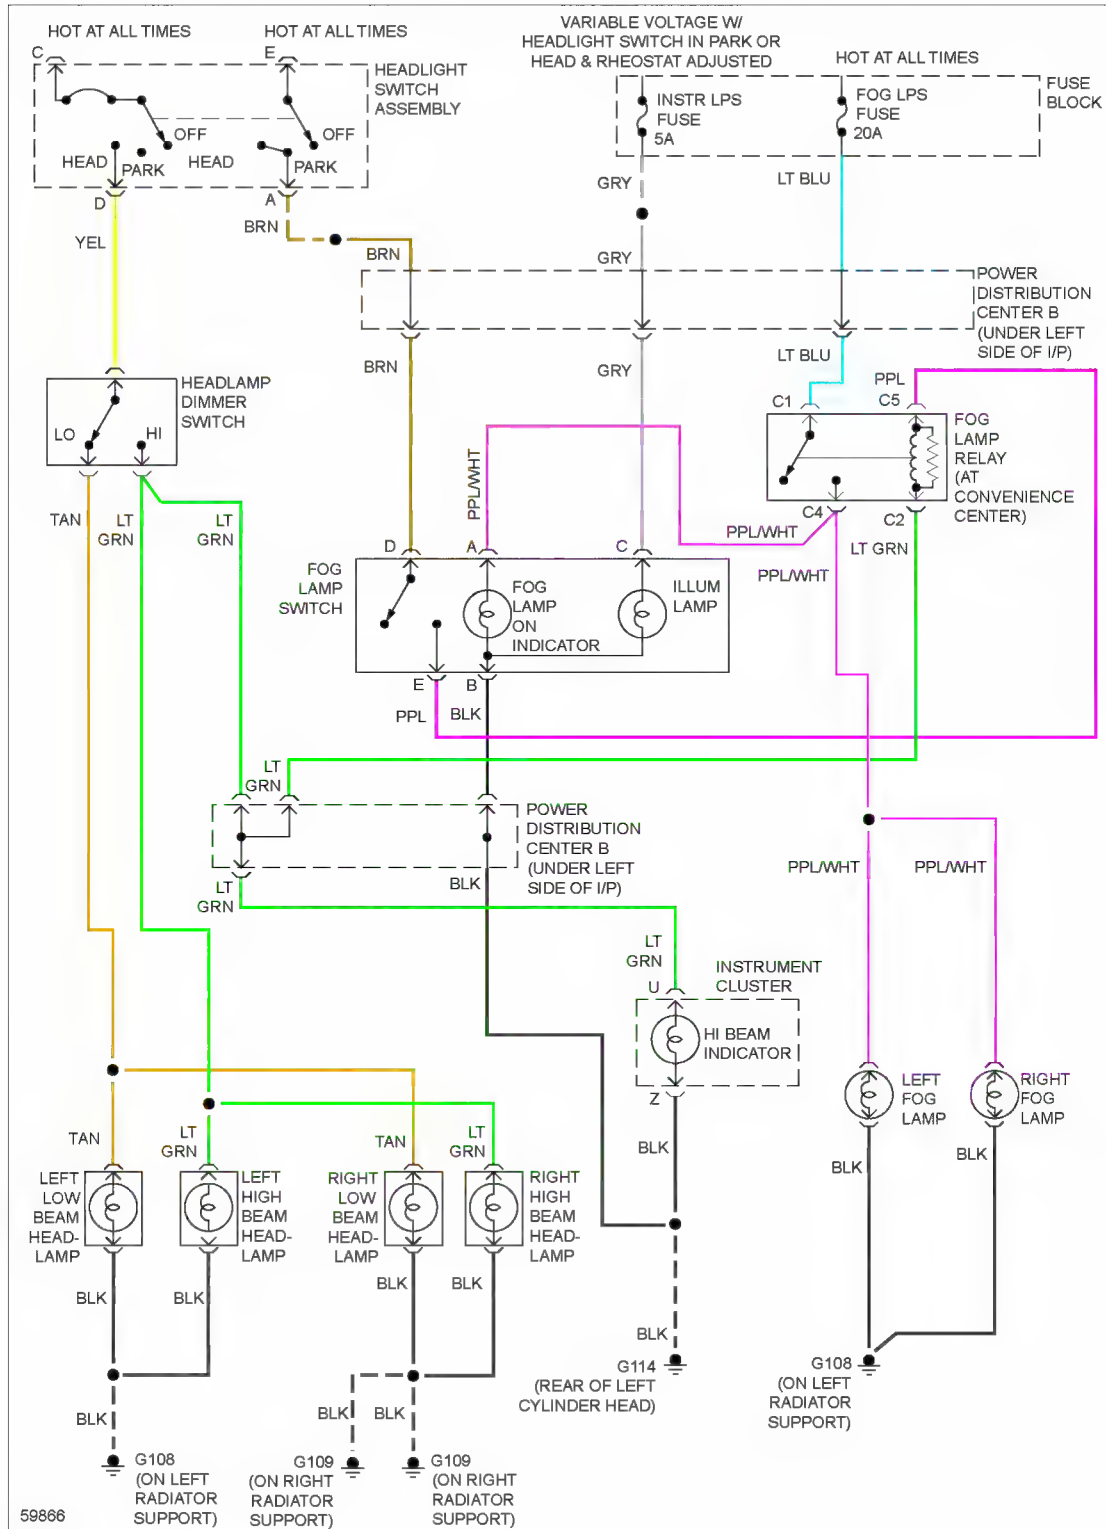 HOT AT ALL TIMES
HOT AT ALL TIMES
VARIABLE VOLTAGE W/
HEADLIGHT SWITCH IN PARK OR
HEAD & RHEOSTAT ADJUSTED
HOT AT ALL TIMES
C
E
HEADLIGHT
SWITCH
ASSEMBLY
OFF
OFF
HEAD
PARK
HEAD
PARK
D
A
INSTR LPS
FUSE
5A
FOG LPS
FUSE
20A
FUSE
BLOCK
YEL
BRN
BRN
GRY
GRY
LT BLU
POWER
DISTRIBUTION
CENTER B
(UNDER LEFT
SIDE OF I/P)
BRN
GRY
LT BLU
PPL
C1
C5
HEADLAMP
DIMMER
SWITCH
LO
HI
FOG
LAMP
RELAY
(AT
CONVENIENCE
CENTER)
C4
C2
TAN
LT
GRN
LT
GRN
PPL/WHT
PPL/WHT
LT GRN
PPL/WHT
D
A
C
FOG
LAMP
SWITCH
FOG
LAMP
ON
INDICATOR
ILLUM
LAMP
E
B
PPL
BLK
LT
GRN
POWER
DISTRIBUTION
CENTER B
(UNDER LEFT
SIDE OF I/P)
LT
GRN
BLK
PPL/WHT
PPL/WHT
LT
GRN
U
INSTRUMENT
CLUSTER
HI BEAM
INDICATOR
Z
LEFT
FOG
LAMP
RIGHT
FOG
LAMP
TAN
LT
GRN
TAN
LT
GRN
BLK
BLK
BLK
LEFT
LOW
BEAM
HEAD-
LAMP
LEFT
HIGH
BEAM
HEAD-
LAMP
RIGHT
LOW
BEAM
HEAD-
LAMP
RIGHT
HIGH
BEAM
HEAD-
LAMP
BLK
BLK
BLK
BLK
BLK
G114
(REAR OF LEFT
CYLINDER HEAD)
G108
(ON LEFT
RADIATOR
SUPPORT)
BLK
BLK
BLK
G108
(ON LEFT
RADIATOR
SUPPORT)
G109
(ON RIGHT
RADIATOR
SUPPORT)
G109
(ON RIGHT
RADIATOR
SUPPORT)
59866